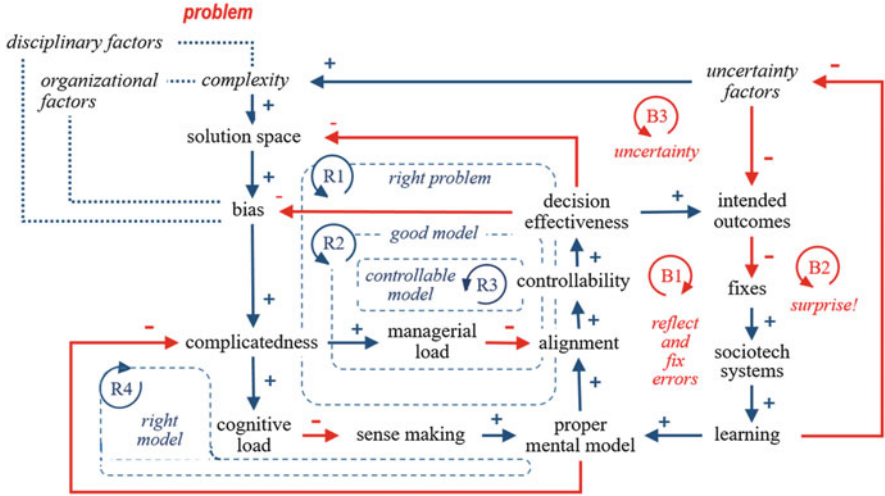 problem
disciplinary factors
organizational
factors
complexity
+
uncertainty
factors
-
+
solution space
-
B3
uncertainty
-
+
R1
right problem
bias
-
decision
effectiveness
+
intended
outcomes
R2
good model
+
-
controllable
model
R3
controllability
B1
fixes
B2
surprise!
+
+
+
-
complicatedness
+
managerial
load
-
alignment
reflect
and
fix
errors
sociotech
systems
+
+
+
R4
right
model
cognitive
load
-
sense making
+
proper
mental model
+
learning